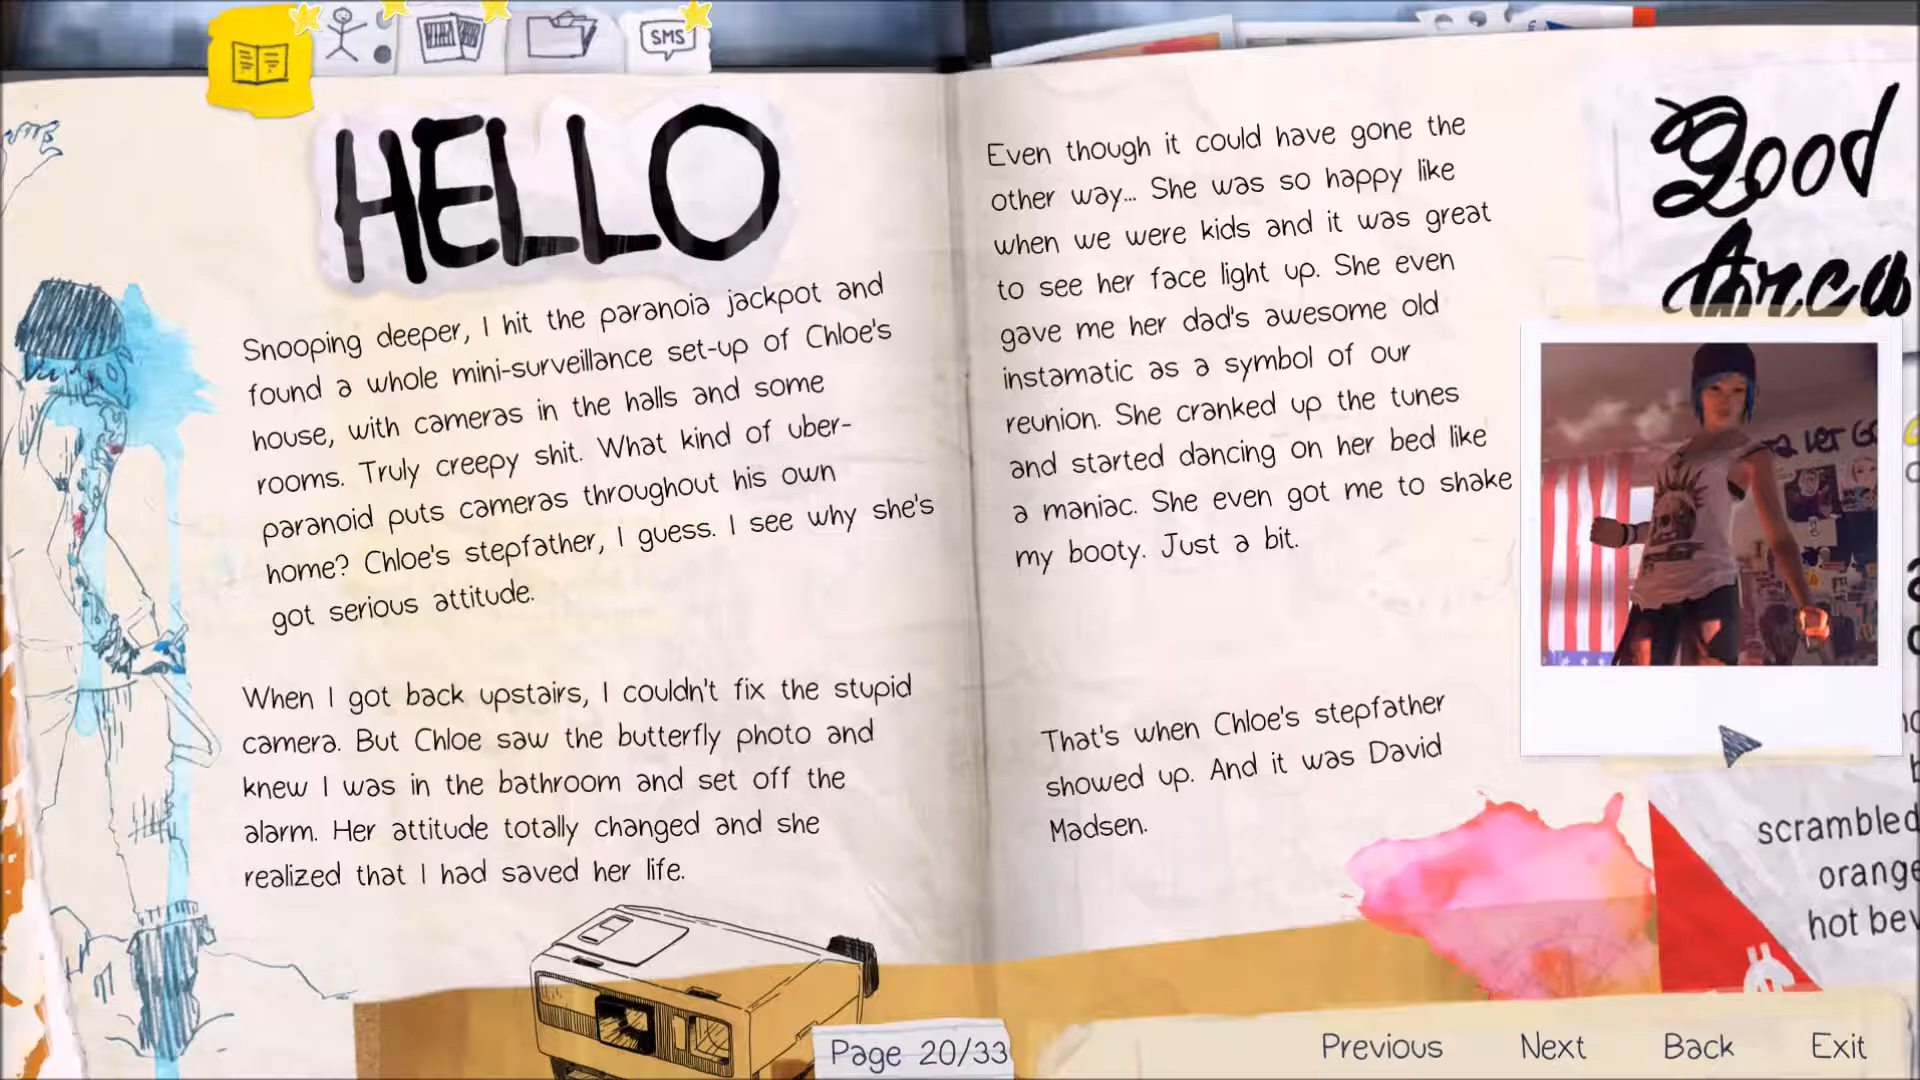 SMS
HELLO
Snooping deeper, I hit the paranoia jackpot and
found a whole mini-surveillance set-up of Chloe's
house, with cameras in the halls and some
rooms. Truly creepy shit. What kind of uber-
paranoid puts cameras throughout his own
home? Chloe's stepfather, I guess. I see why she's
got serious attitude.
When I got back upstairs, I couldn't fix the stupid
camera. But Chloe saw the butterfly photo and
knew I was in the bathroom and set off the
alarm. Her attitude totally changed and she
realized that I had saved her life.
Even though it could have gone the
other way... She was so happy like
when we were kids and it was great
to see her face light up. She even
gave me her dad's awesome old
instamatic as a symbol of our
reunion. She cranked up the tunes
and started dancing on her bed like
a maniac. She even got me to shake
my booty. Just a bit.
That's when Chloe's stepfather
showed up. And it was David
Madsen.
Good
scrambled
orange
hot bev
Page 20/33
Previous Next Back Exit